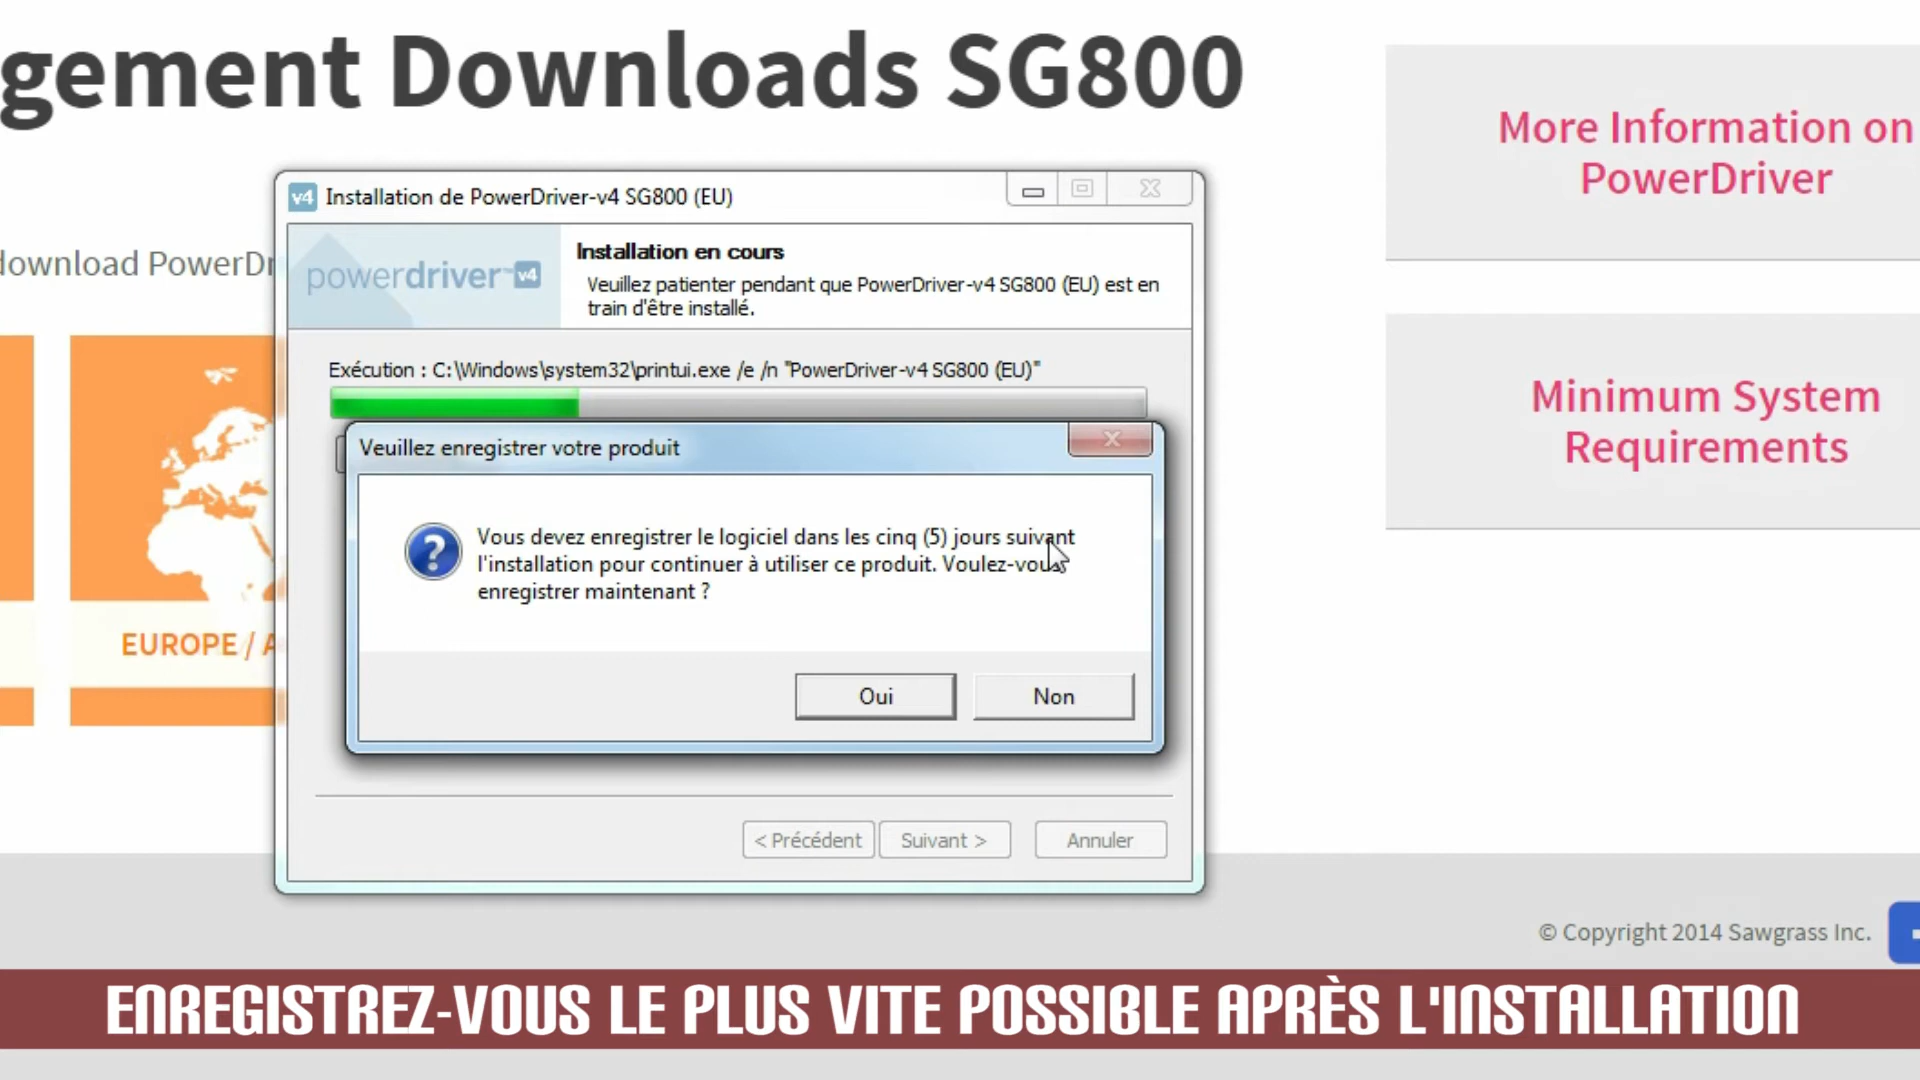 gement Downloads SG800
More Information on
PowerDriver
v4 Installation de PowerDriver-v4 SG800 (EU)
powerdriver™ v4
Installation en cours
Veuillez patienter pendant que PowerDriver-v4 SG800 (EU) est en
train d'être installé.
download PowerDr
Exécution : C:\Windows\system32\printui.exe /e /n "PowerDriver-v4 SG800 (EU)"
Minimum System
Requirements
Veuillez enregistrer votre produit
Vous devez enregistrer le logiciel dans les cinq (5) jours suivant
l'installation pour continuer à utiliser ce produit. Voulez-vous
enregistrer maintenant ?
EUROPE / A
Oui
Non
< Précédent
Suivant >
Annuler
© Copyright 2014 Sawgrass Inc.
ENREGISTREZ-VOUS LE PLUS VITE POSSIBLE APRÈS L'INSTALLATION